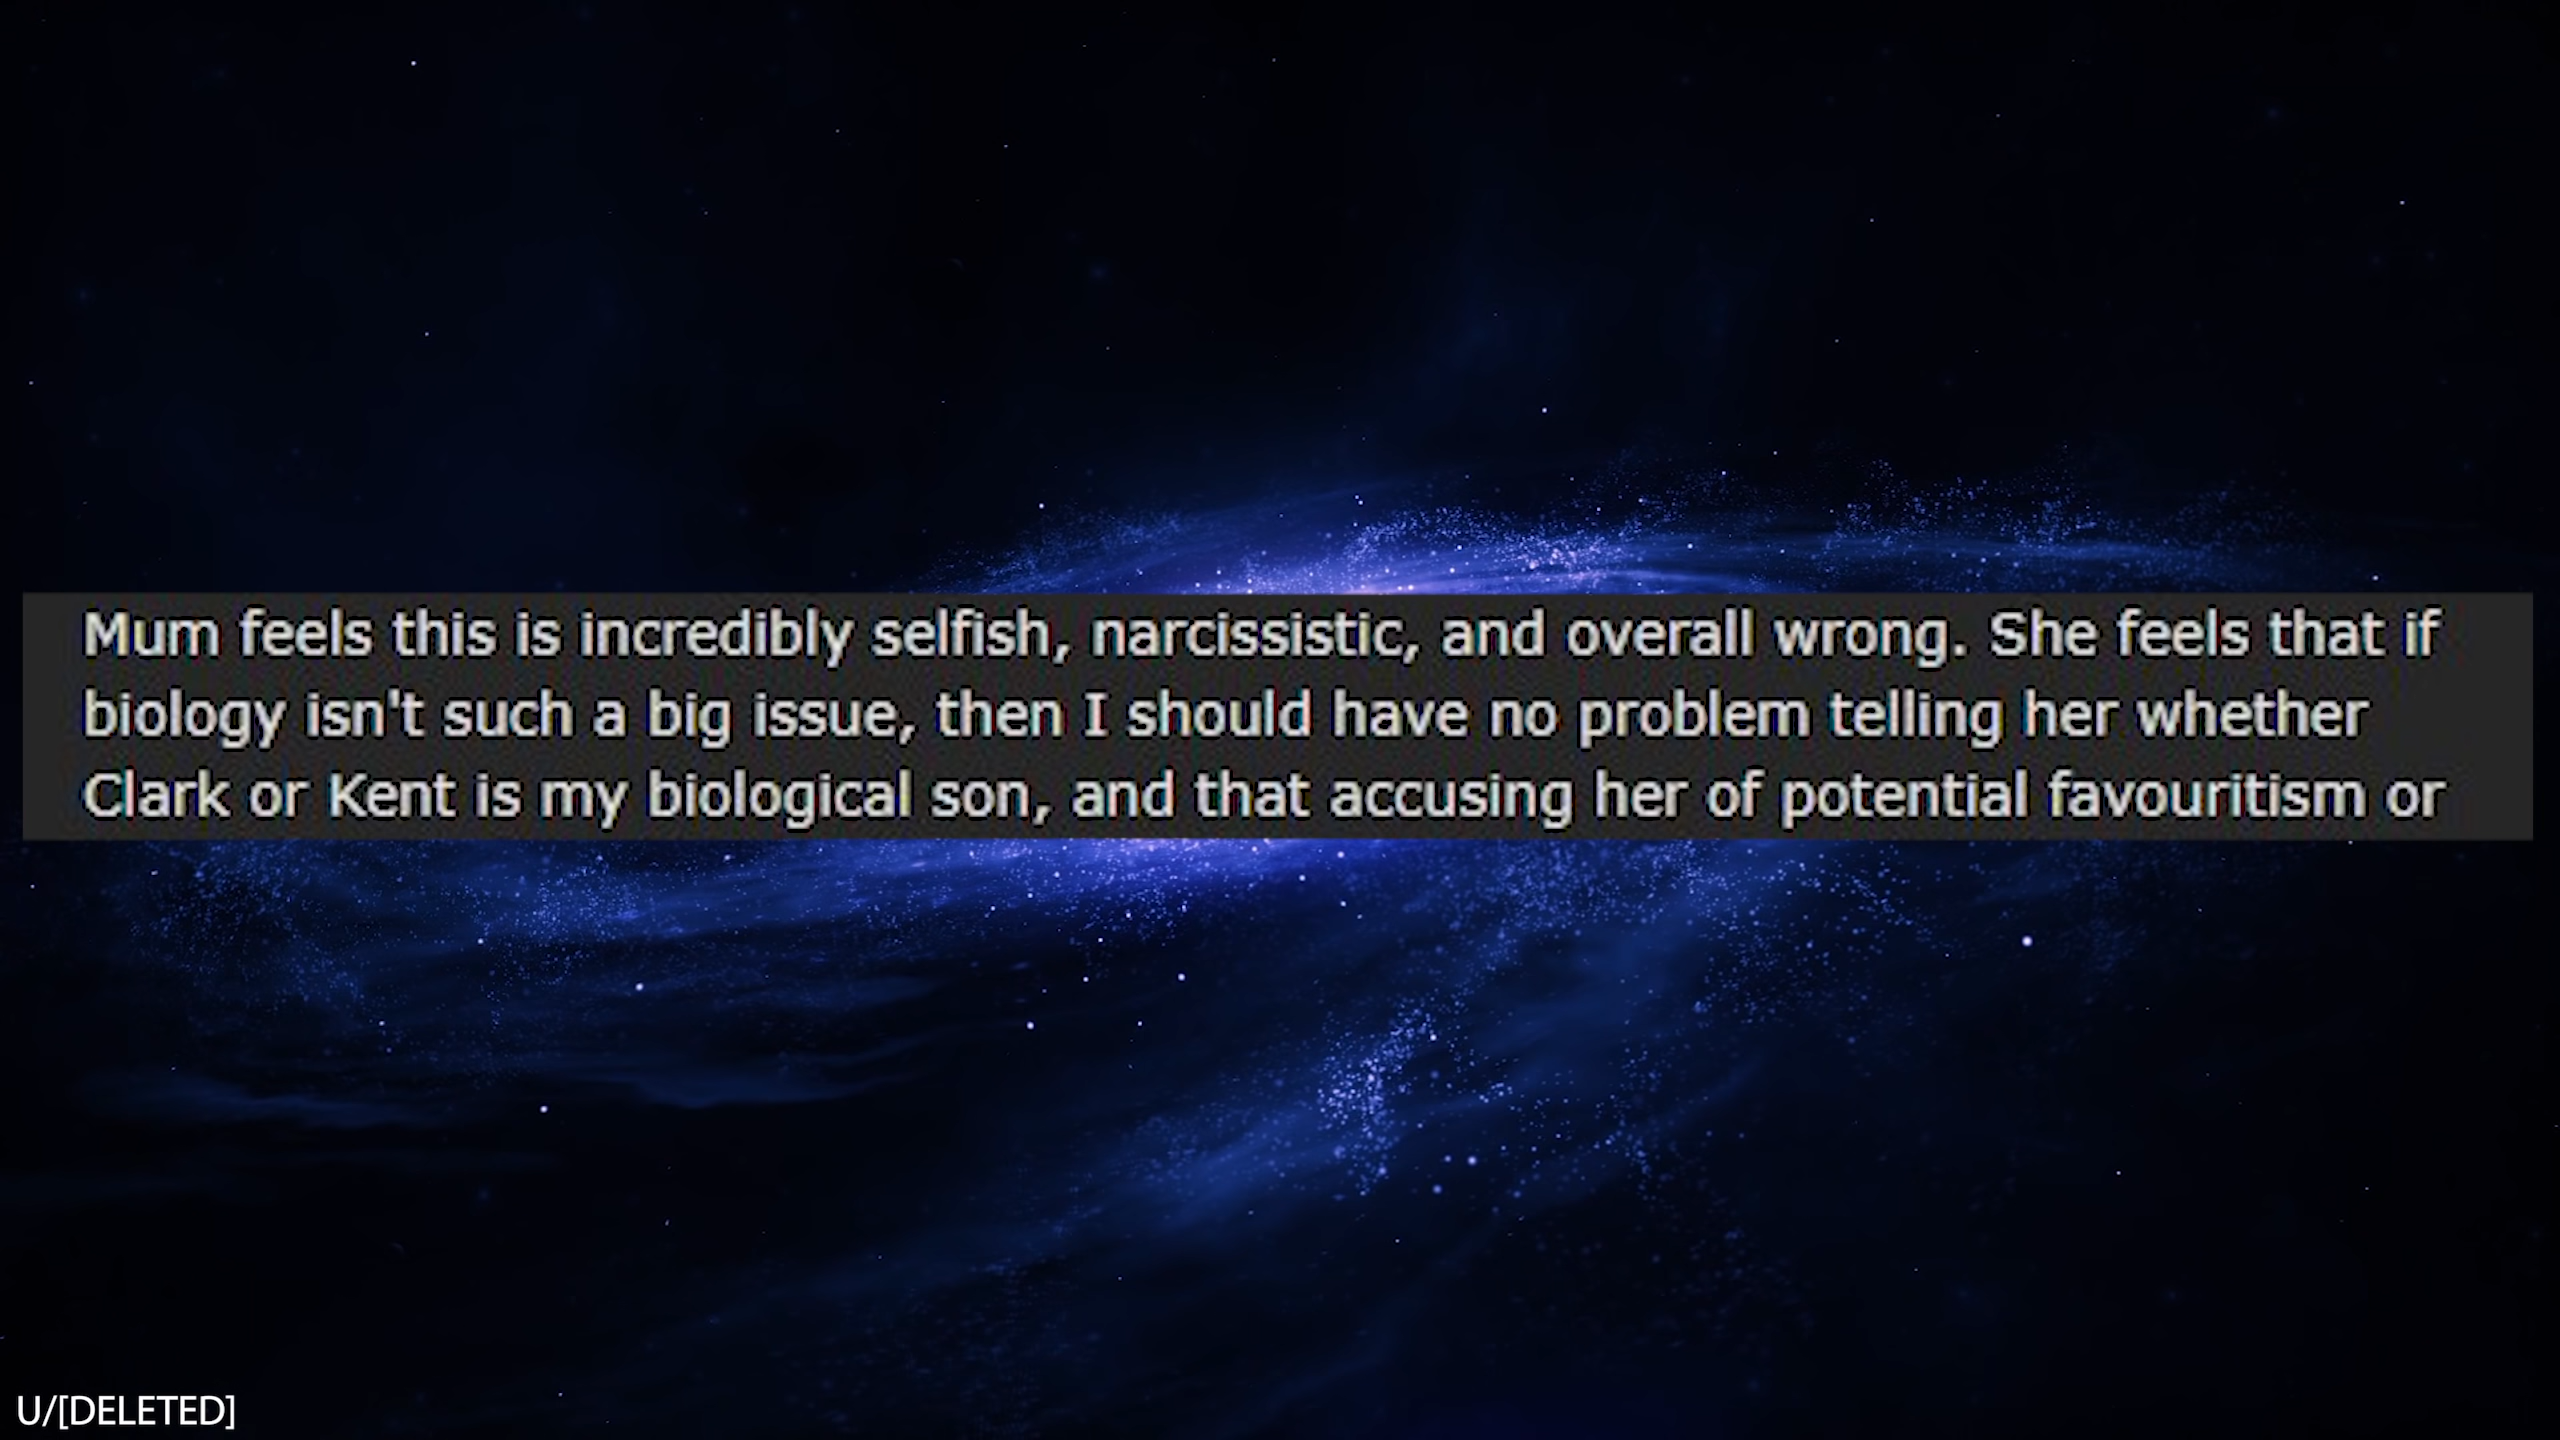 Mum feels this is incredibly selfish, narcissistic, and overall wrong. She feels that if
biology isn't such a big issue, then I should have no problem telling her whether
Clark or Kent is my biological son, and that accusing her of potential favouritism or
U/[DELETED]